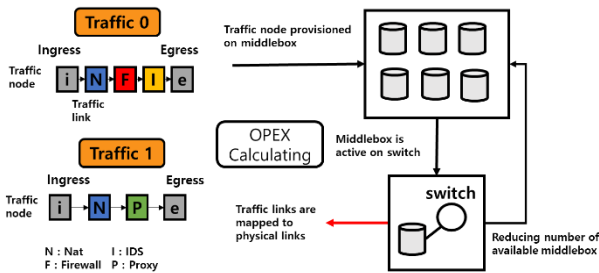 Traffic 0
Ingress
Egress
Traffic
node
i N F I e
Traffic
link
Traffic 1
Ingress
Egress
Traffic
node
i N P e
N : Nat I : IDS
F : Firewall P : Proxy
Traffic node provisioned
on middlebox
OPEX
Calculating
Middlebox is
active on switch
switch
Traffic links are
mapped to
physical links
Reducing number of
available middlebox